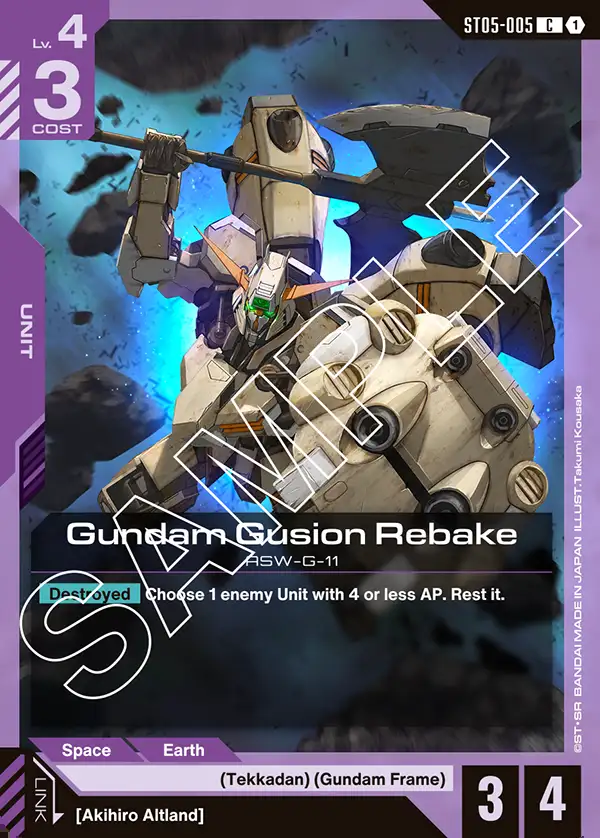 Lv. 4
ST05-005 C 1
3
COST
UNIT
SAMPLE
Gundam Gusion Rebake
ASW-G-11
Destroyed Choose 1 enemy Unit with 4 or less AP. Rest it.
©ST・SR BANDAI MADE IN JAPAN ILLUST.Takumi Kousaka
Space Earth
LINK
(Tekkadan) (Gundam Frame)
[Akihiro Altland]
3 4